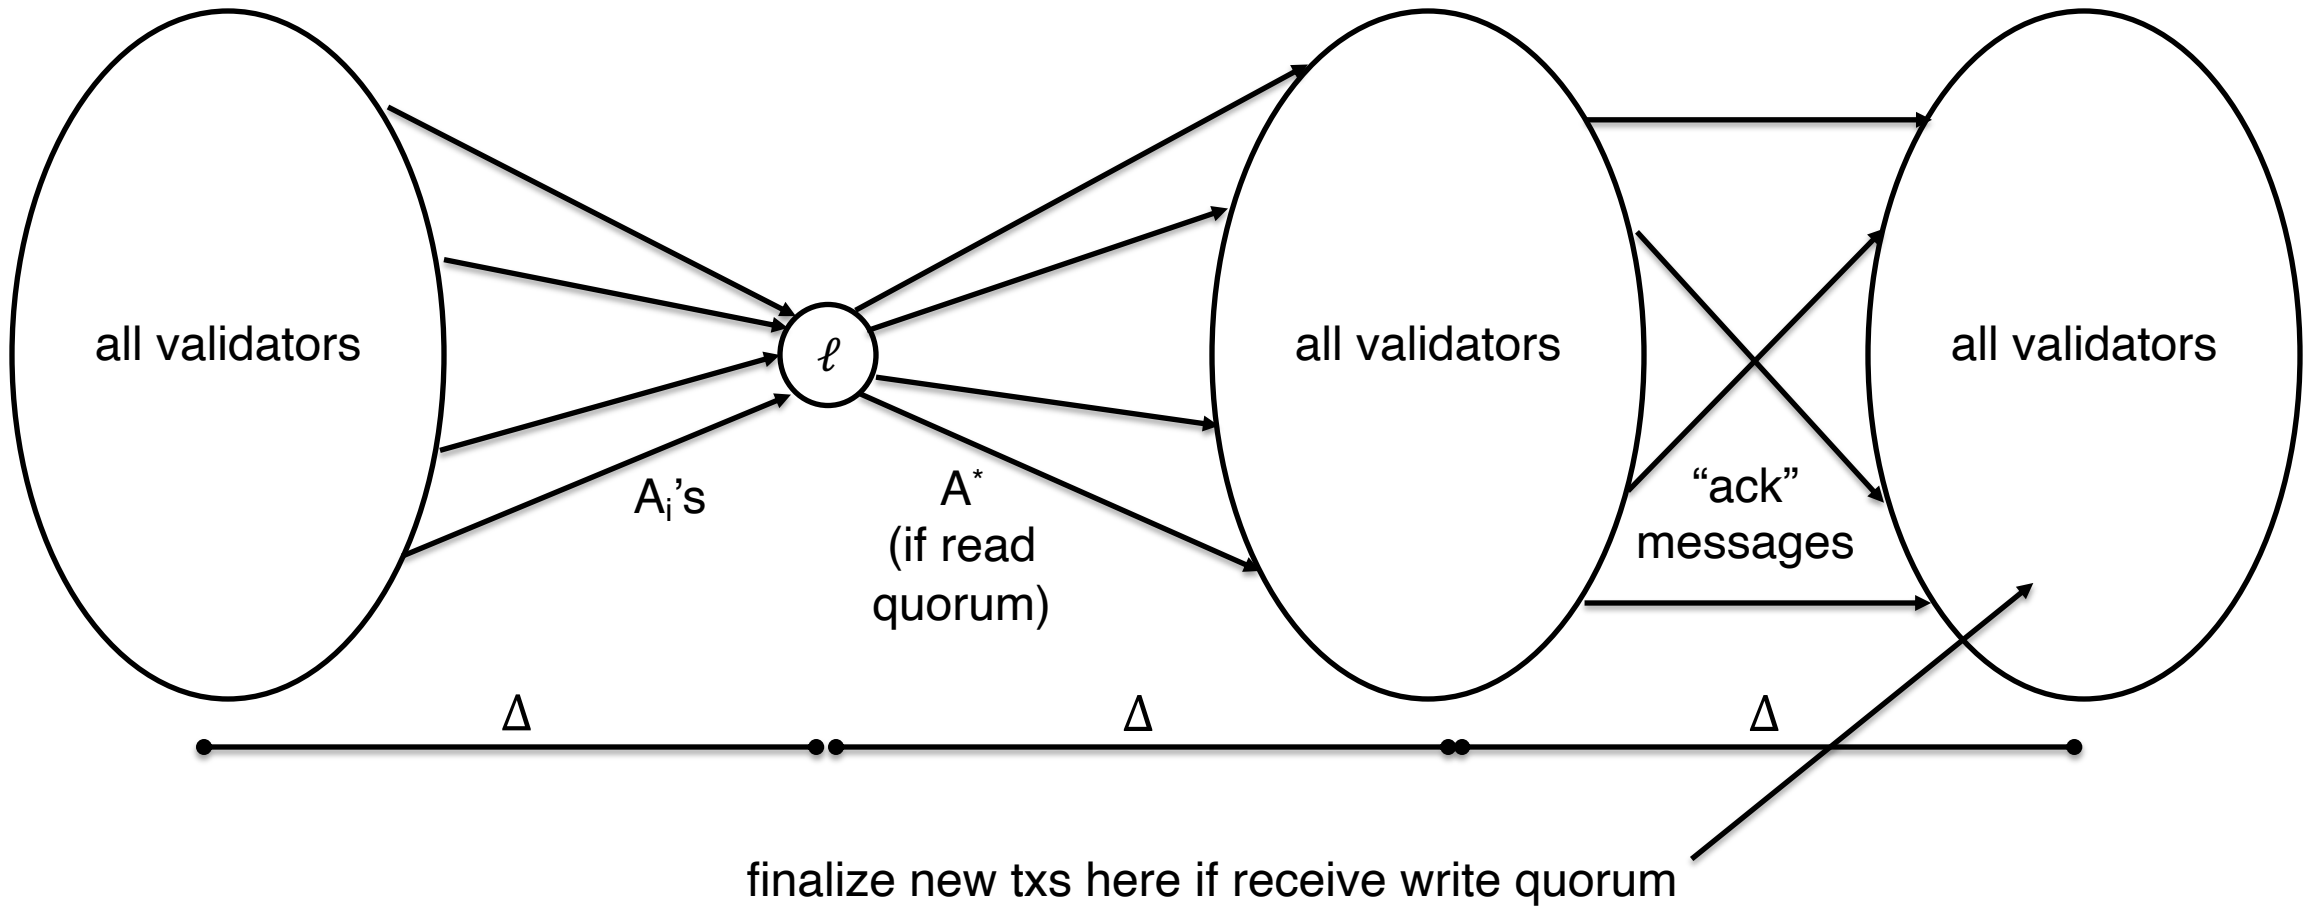 all validators
ℓ
all validators
all validators
Aᵢ’s
A*
(if read
quorum)
“ack”
messages
Δ
Δ
Δ
finalize new txs here if receive write quorum